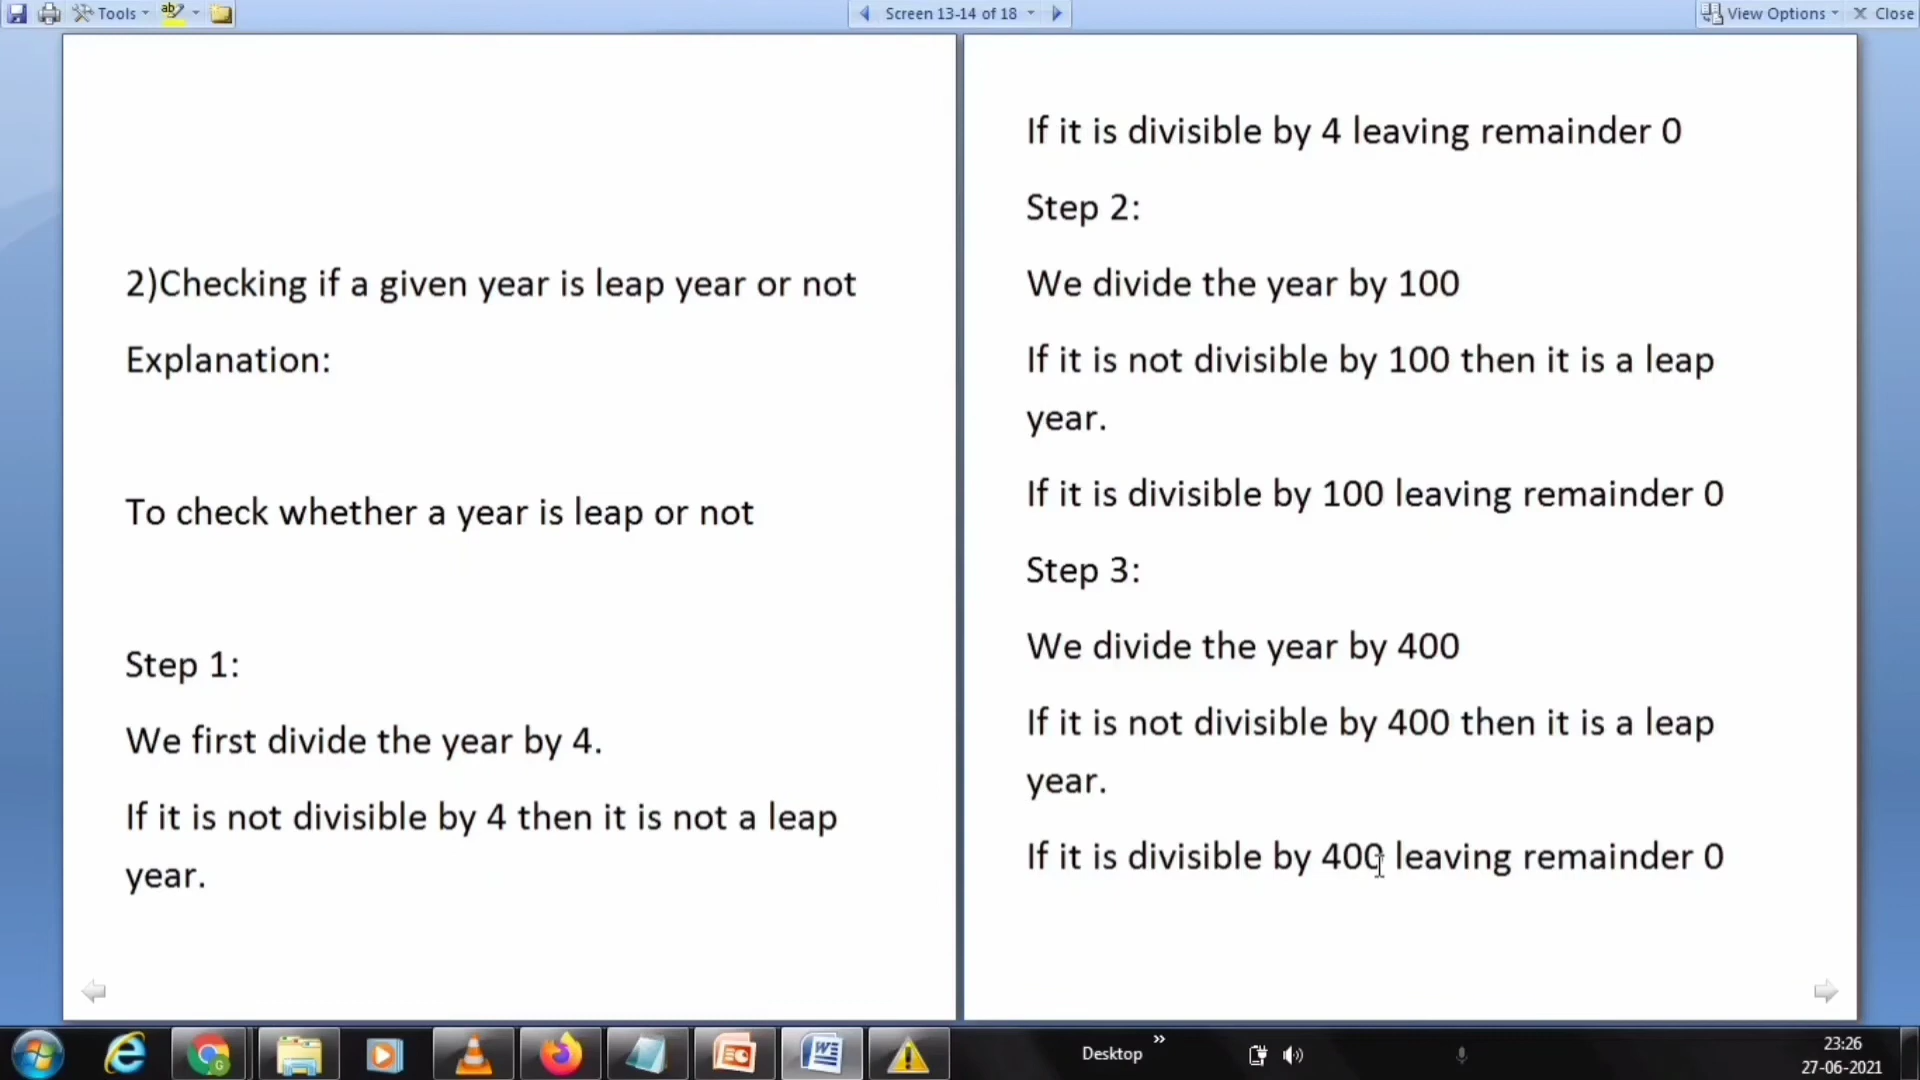 Tools
Screen 13-14 of 18
View Options
Close
2)Checking if a given year is leap year or not
Explanation:
To check whether a year is leap or not
Step 1:
We first divide the year by 4.
If it is not divisible by 4 then it is not a leap
year.
If it is divisible by 4 leaving remainder 0
Step 2:
We divide the year by 100
If it is not divisible by 100 then it is a leap
year.
If it is divisible by 100 leaving remainder 0
Step 3:
We divide the year by 400
If it is not divisible by 400 then it is a leap
year.
If it is divisible by 400 leaving remainder 0
Desktop
23:26
27-06-2021